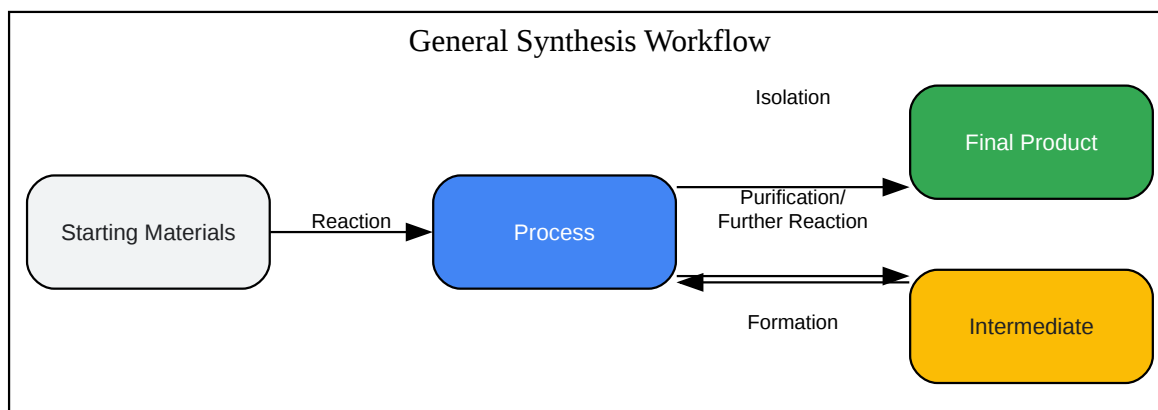 General Synthesis Workflow
Isolation
Final Product
Purification/
Further Reaction
Starting Materials
Reaction
Process
Formation
Intermediate